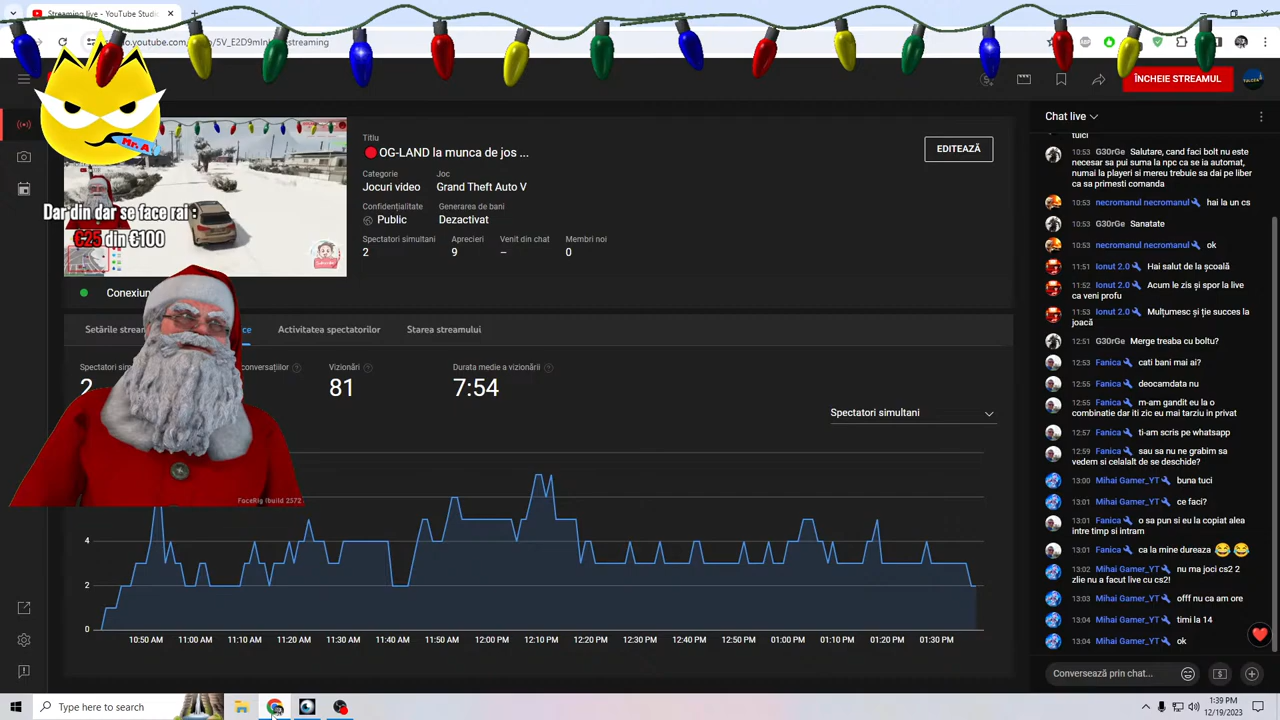 Streaming live - YouTube Studi
.youtube.com
streaming
ÎNCHEIE STREAMUL
Mr. A
Dar din dar se face rai :
€25 din €100
Titlu
OG-LAND la munca de jos ...
EDITEAZĂ
Categorie
Joc
Jocuri video
Grand Theft Auto V
Confidențialitate
Generarea de bani
Public
Dezactivat
Spectatori simultani
Aprecieri
Venit din chat
Membri noi
2
9
–
0
Conexiun
Setările stream
ce
Activitatea spectatorilor
Starea streamului
Spectatori sim
conversațiilor
Vizionări
Durata medie a vizionării
2
81
7:54
Spectatori simultani
FaceRig (build 2572
4
2
0
10:50 AM
11:00 AM
11:10 AM
11:20 AM
11:30 AM
11:40 AM
11:50 AM
12:00 PM
12:10 PM
12:20 PM
12:30 PM
12:40 PM
12:50 PM
01:00 PM
01:10 PM
01:20 PM
01:30 PM
Chat live
tuci
10:53 G30rGe Salutare, cand faci bolt nu este
necesar sa pui suma la npc ca se ia automat,
numai la playeri se mereu trebuie sa dai pe liber
ca sa primesti comanda
10:53 necromanul necromanul hai la un cs
10:53 G30rGe Sanatate
10:53 necromanul necromanul ok
11:51 Ionut 2.0 Hai salut de la școală
11:52 Ionut 2.0 Acum le zis și spor la live
ca veni profu
11:53 Ionut 2.0 Mulțumesc și ție succes la
joacă
12:51 G30rGe Merge treaba cu boltu?
12:53 Fanica cati bani mai ai?
12:55 Fanica deocamdata nu
12:55 Fanica m-am gandit eu la o
combinatie dar iti zic eu mai tarziu in privat
12:57 Fanica ti-am scris pe whatsapp
12:59 Fanica sau sa nu ne grabim sa
vedem si celalalt de se deschide?
13:00 Mihai Gamer_YT buna tuci
13:01 Mihai Gamer_YT ce faci?
13:01 Fanica o sa pun si eu la copiat alea
intre timp si intram
13:01 Fanica ca la mine dureaza 😂😂
13:02 Mihai Gamer_YT nu ma joci cs2 2
zlie nu a facut live cu cs2!
13:03 Mihai Gamer_YT offf nu ca am ore
13:04 Mihai Gamer_YT timi la 14
13:04 Mihai Gamer_YT ok
Conversează prin chat...
Type here to search
1:39 PM
12/19/2023